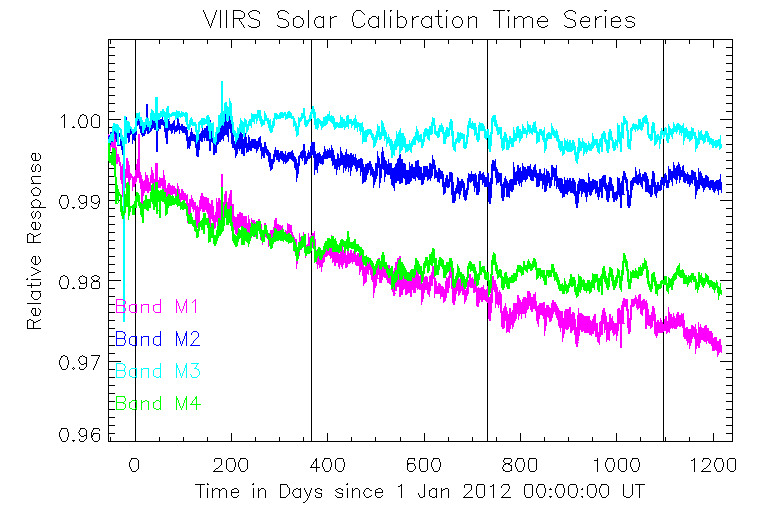 VIIRS Solar Calibration Time Series
Relative Response
1.00
0.99
0.98
0.97
0.96
Band M1
Band M2
Band M3
Band M4
0 200 400 600 800 1000 1200
Time in Days since 1 Jan 2012 00:00:00 UT